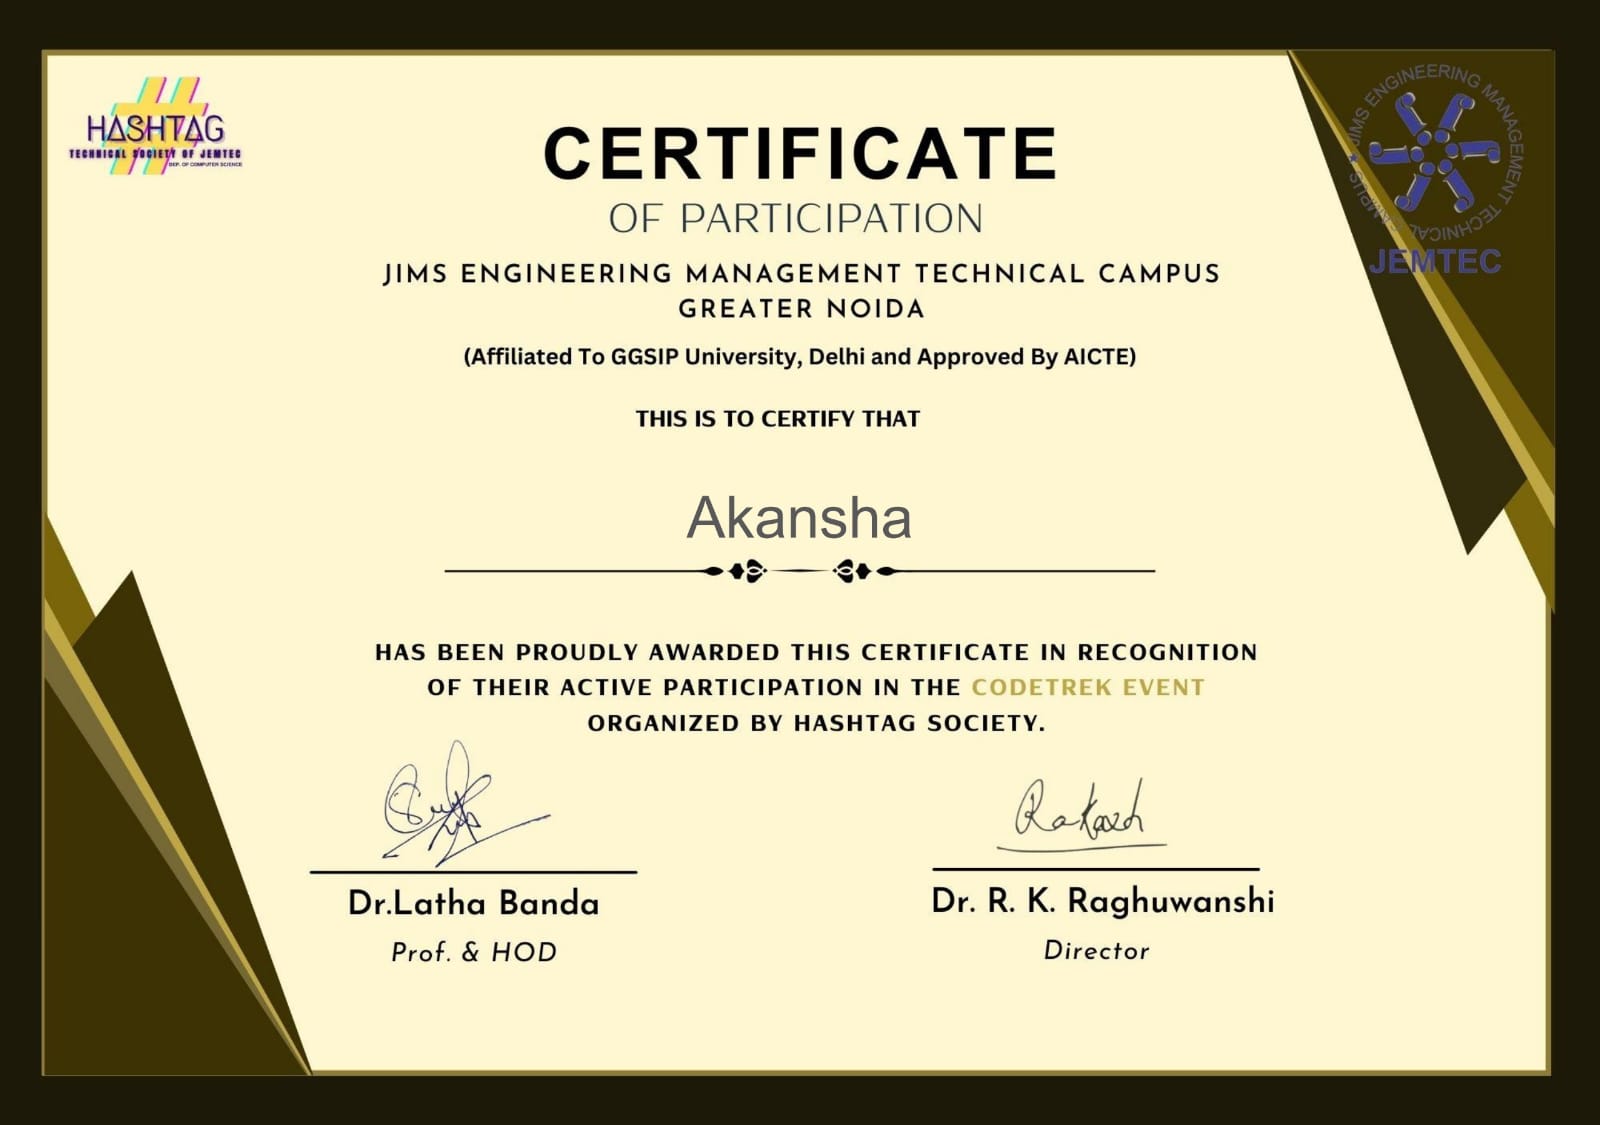 HASHTAG
TECHNICAL SOCIETY OF JEMTEC
DEP. OF COMPUTER SCIENCE
JIMS ENGINEERING MANAGEMENT TECHNICAL CAMPUS
JEMTEC
CERTIFICATE
OF PARTICIPATION
JIMS ENGINEERING MANAGEMENT TECHNICAL CAMPUS
GREATER NOIDA
(Affiliated To GGSIP University, Delhi and Approved By AICTE)
THIS IS TO CERTIFY THAT
Akansha
HAS BEEN PROUDLY AWARDED THIS CERTIFICATE IN RECOGNITION
OF THEIR ACTIVE PARTICIPATION IN THE CODETREK EVENT
ORGANIZED BY HASHTAG SOCIETY.
Rakash
Dr.Latha Banda
Dr. R. K. Raghuwanshi
Prof. & HOD
Director